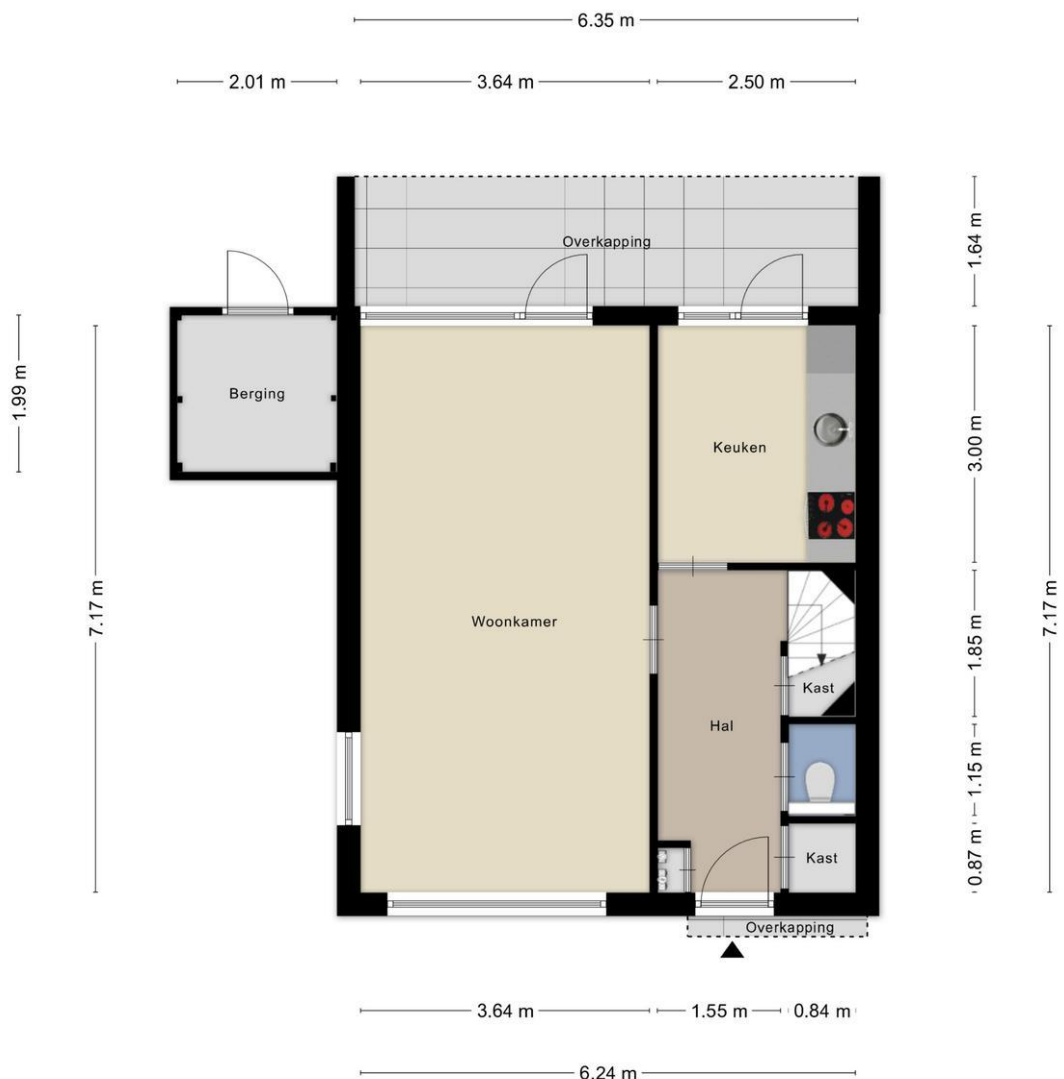 6.35 m
2.01 m
3.64 m
2.50 m
Overkapping
1.64 m
1.99 m
Berging
Keuken
3.00 m
7.17 m
Woonkamer
7.17 m
1.85 m
Kast
Hal
1.15 m
Kast
0.87 m
Overkapping
3.64 m
1.55 m
0.84 m
6.24 m